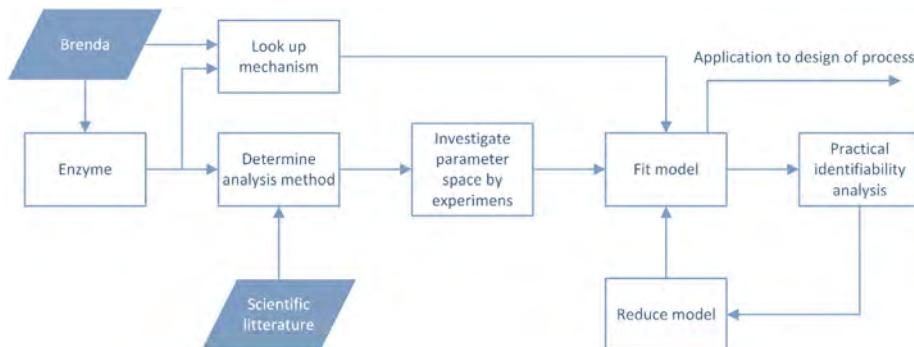 Brenda
Look up
mechanism
Application to design of process
Enzyme
Determine
analysis method
Investigate
parameter
space by
experimens
Fit model
Practical
identifiability
analysis
Scientific
litterature
Reduce model